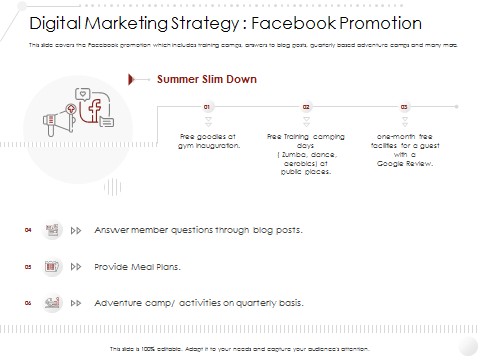 Digital Marketing Strategy : Facebook Promotion
This slide covers the Facebook promotion which includes training camps, answers to blog posts, quarterly based adventure camps and many more.
Summer Slim Down
01
02
03
Free goodies at
gym inauguration.
Free Training camping
days
( Zumba, dance,
aerobics) at
public places.
one-month free
facilities for a guest
with a
Google Review.
04
Answer member questions through blog posts.
05
Provide Meal Plans.
06
Adventure camp/ activities on quarterly basis.
This slide is 100% editable. Adapt it to your needs and capture your audience's attention.